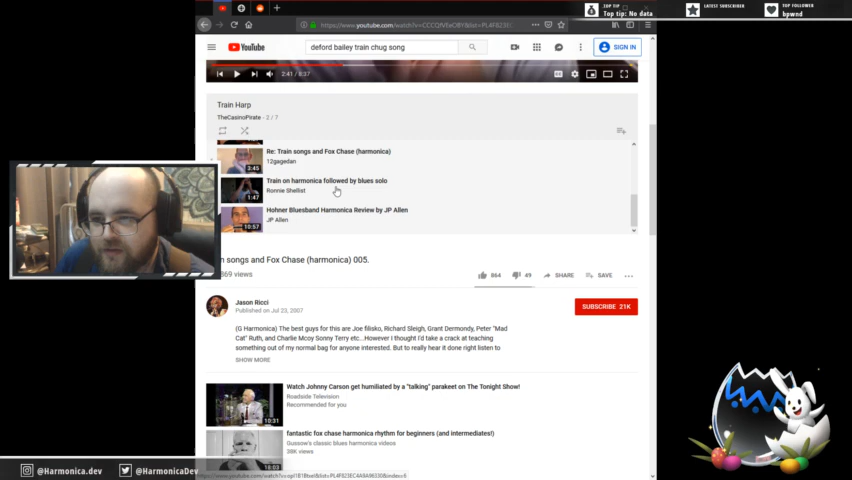 TOP TIP
Top tip: No data
LATEST SUBSCRIBER
TOP FOLLOWER
bpwnd
YouTube
deford bailey train chug song
SIGN IN
2:41 / 8:37
Train Harp
TheCasinoPirate - 2 / 7
Re: Train songs and Fox Chase (harmonica)
12gagedan
3:45
Train on harmonica followed by blues solo
Ronnie Shellist
1:47
Hohner Bluesband Harmonica Review by JP Allen
JP Allen
10:57
songs and Fox Chase (harmonica) 005.
869 views
864
49
SHARE
SAVE
Jason Ricci
Published on Jul 23, 2007
SUBSCRIBE 21K
(G Harmonica) The best guys for this are Joe filisko, Richard Sleigh, Grant Dermondy, Peter "Mad
Cat" Ruth, and Charlie Mcoy Sonny Terry etc...However I thought I'd take a crack at teaching
something out of my normal bag for anyone interested. But to really hear it done right listen to
SHOW MORE
Watch Johnny Carson get humiliated by a "talking" parakeet on The Tonight Show!
Roadside Television
Recommended for you
10:31
fantastic fox chase harmonica rhythm for beginners (and intermediates!)
Gussow's classic blues harmonica videos
38K views
18:03
@Harmonica.dev
@HarmonicaDev